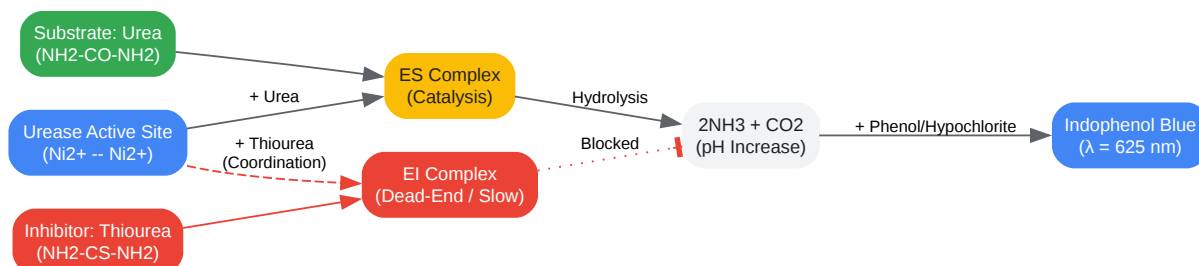 Substrate: Urea
(NH2-CO-NH2)
ES Complex
(Catalysis)
+ Urea
Hydrolysis
Urease Active Site
(Ni2+ -- Ni2+)
+ Thiourea
(Coordination)
Blocked
2NH3 + CO2
(pH Increase)
+ Phenol/Hypochlorite
Indophenol Blue
(λ = 625 nm)
EI Complex
(Dead-End / Slow)
Inhibitor: Thiourea
(NH2-CS-NH2)